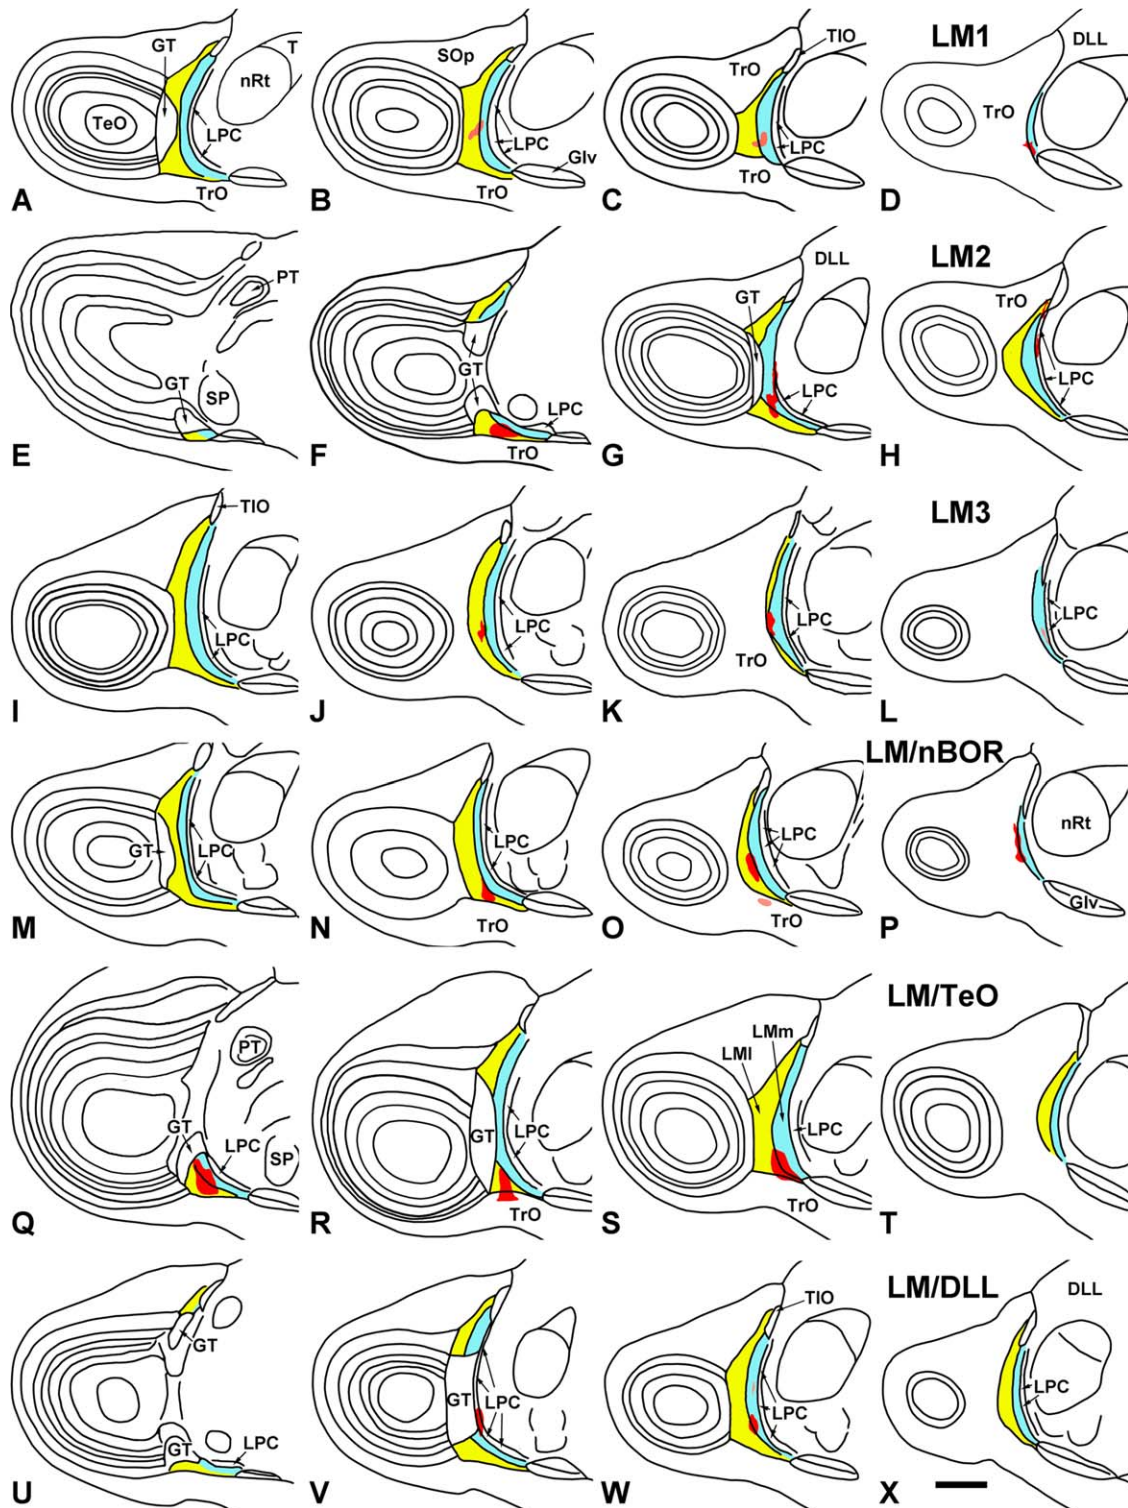 GT
T
nRt
TeO
LPC
TrO
A
SOp
LPC
Glv
TrO
B
TIO
TrO
LPC
TrO
C
LM1
DLL
TrO
D
PT
GT
SP
E
GT
LPC
TrO
F
DLL
GT
LPC
G
LM2
TrO
LPC
H
TIO
LPC
I
LPC
J
LPC
TrO
K
LM3
LPC
L
GT
LPC
M
LPC
TrO
N
LPC
TrO
O
LM/nBOR
nRt
Glv
P
PT
GT
LPC
SP
Q
GT
LPC
TrO
R
LMm
LMl
LPC
TrO
S
LM/TeO
T
GT
GT
LPC
U
GT
LPC
V
TIO
LPC
W
LM/DLL
DLL
LPC
X